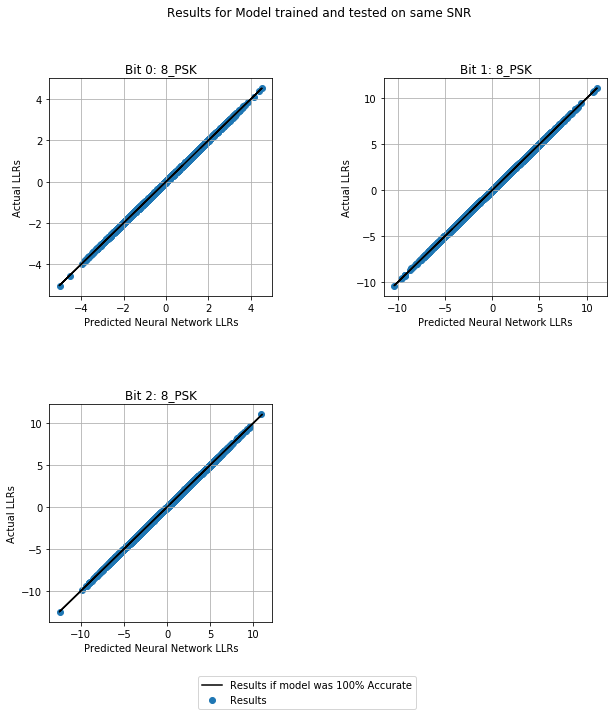 Results for Model trained and tested on same SNR
Bit 0: 8_PSK
4
2
0
−2
−4
Actual LLRs
−4 −2 0 2 4
Predicted Neural Network LLRs
Bit 1: 8_PSK
10
5
0
−5
−10
Actual LLRs
−10 −5 0 5 10
Predicted Neural Network LLRs
Bit 2: 8_PSK
10
5
0
−5
−10
Actual LLRs
−10 −5 0 5 10
Predicted Neural Network LLRs
Results if model was 100% Accurate
Results